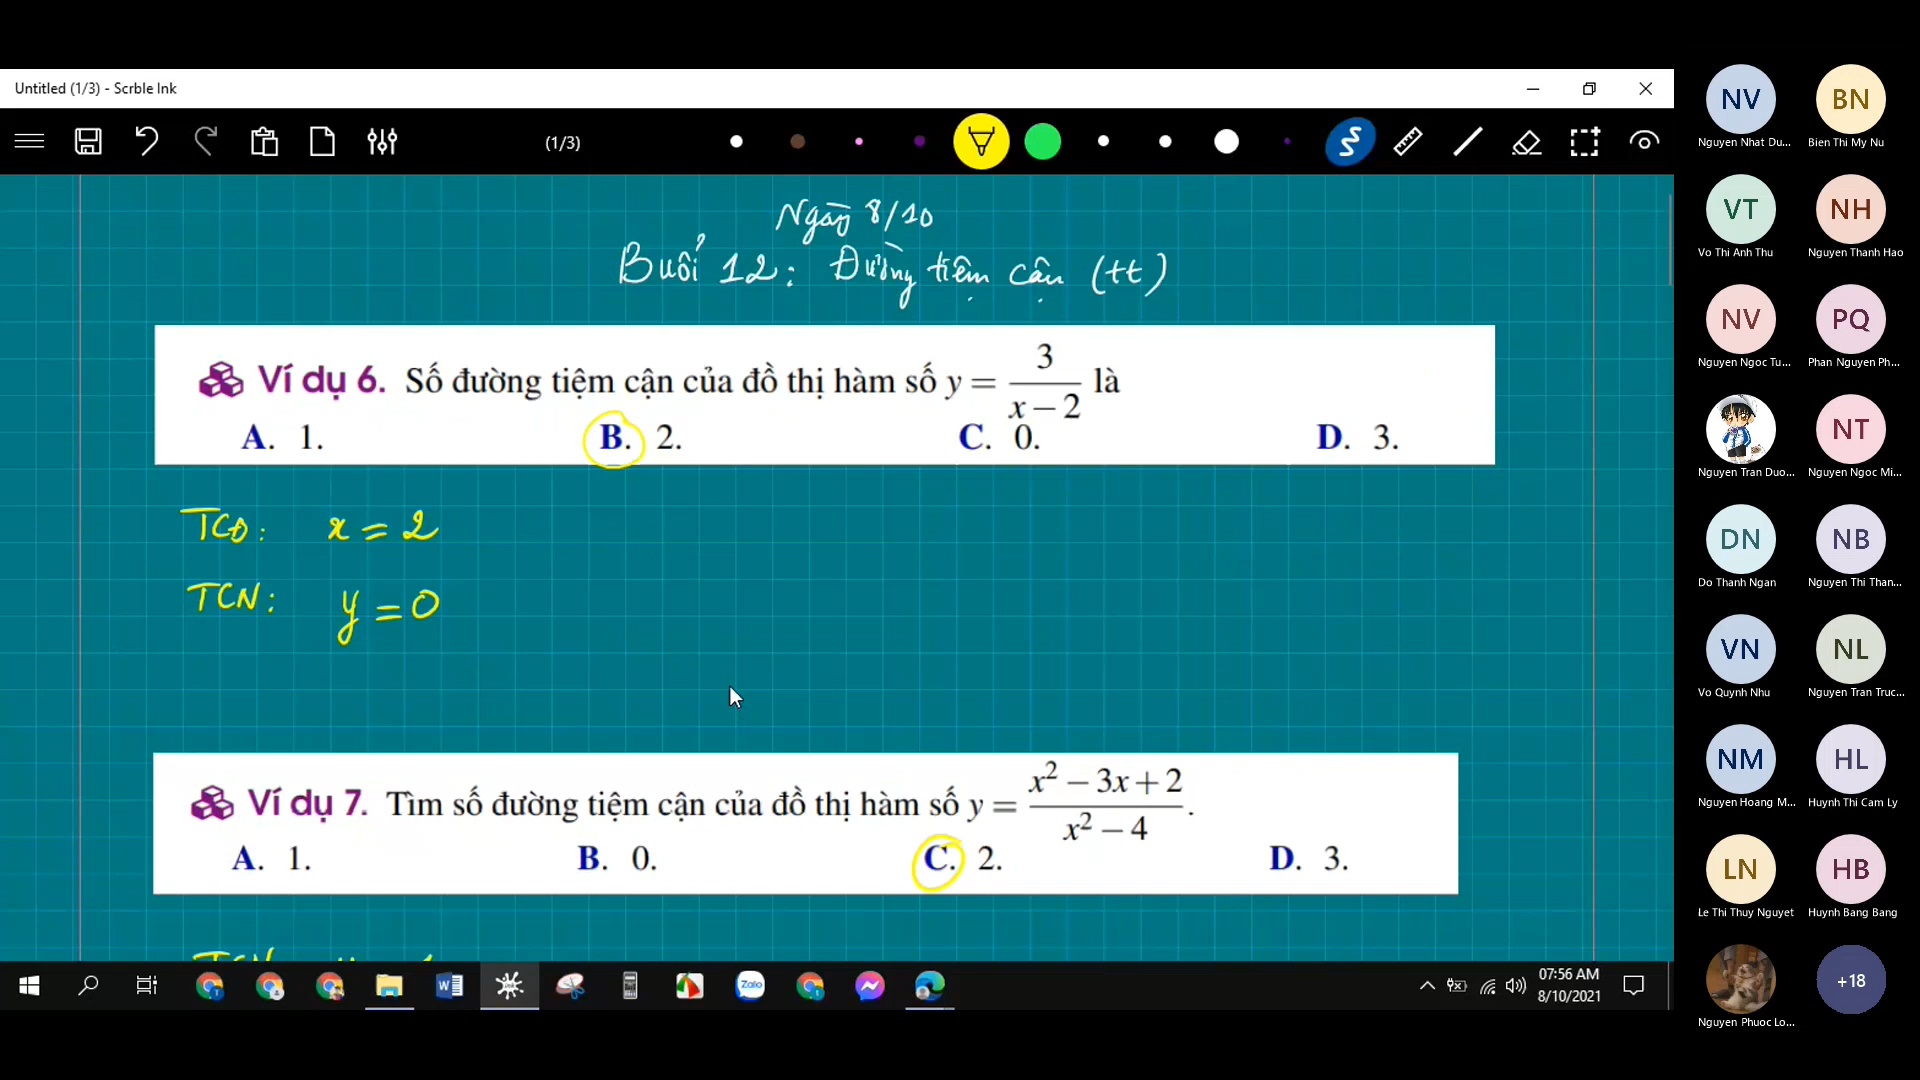 Untitled (1/3) - Scrble Ink
(1/3)
Ngày 8/10
Buổi 12: Đường tiệm cận (tt)
Ví dụ 6. Số đường tiệm cận của đồ thị hàm số y = 3/(x − 2) là
A. 1. B. 2. C. 0. D. 3.
TCĐ: x = 2
TCN: y = 0
Ví dụ 7. Tìm số đường tiệm cận của đồ thị hàm số y = (x² − 3x + 2)/(x² − 4).
A. 1. B. 0. C. 2. D. 3.
Zalo
07:56 AM
8/10/2021
NV BN
Nguyen Nhat Du... Bien Thi My Nu
VT NH
Vo Thi Anh Thu Nguyen Thanh Hao
NV PQ
Nguyen Ngoc Tu... Phan Nguyen Ph...
NT
Nguyen Tran Duo... Nguyen Ngoc Mi...
DN NB
Do Thanh Ngan Nguyen Thi Than...
VN NL
Vo Quynh Nhu Nguyen Tran Truc...
NM HL
Nguyen Hoang M... Huynh Thi Cam Ly
LN HB
Le Thi Thuy Nguyet Huynh Bang Bang
+18
Nguyen Phuoc Lo...